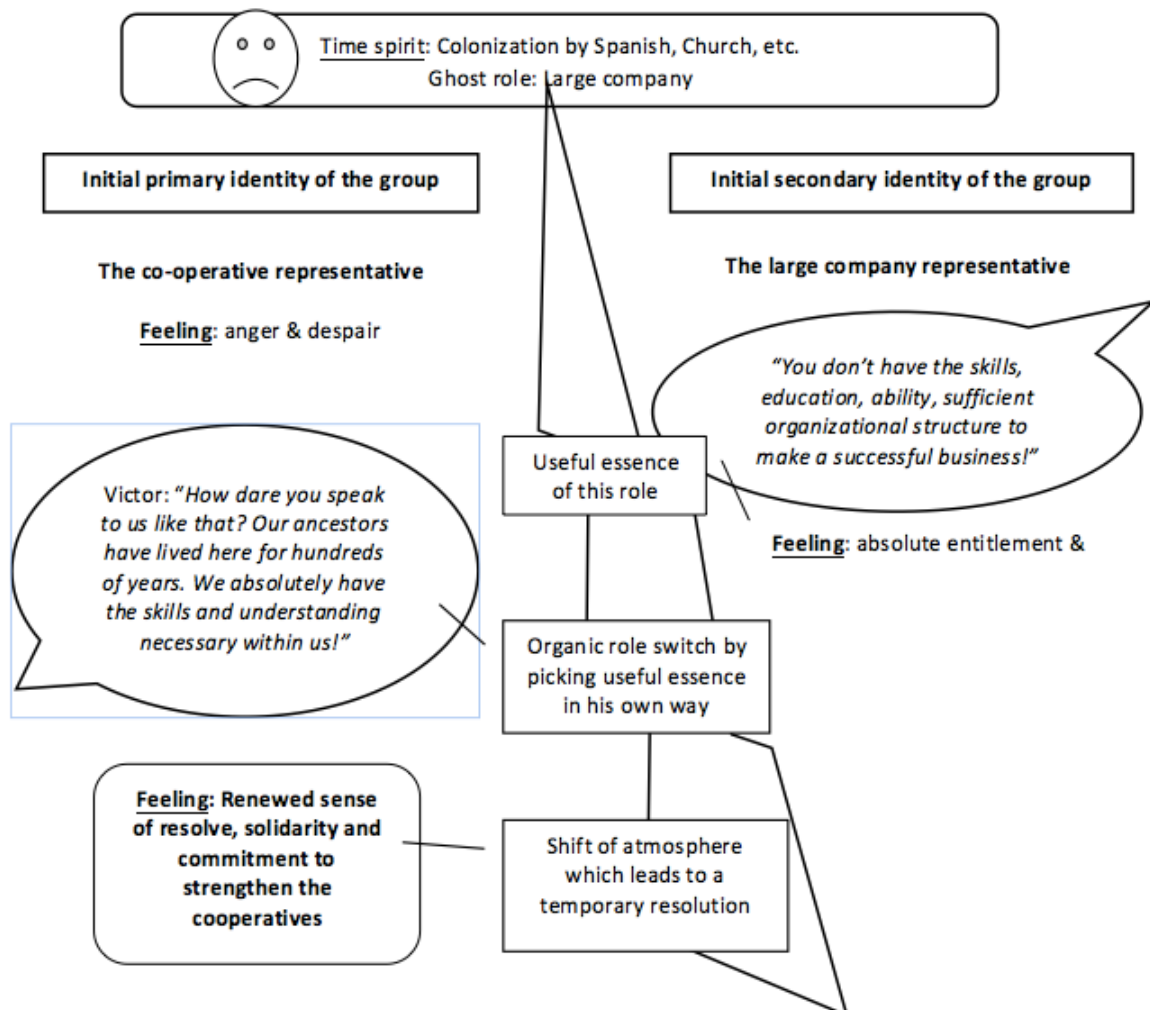 Time spirit: Colonization by Spanish, Church, etc.
Ghost role: Large company
Initial primary identity of the group
Initial secondary identity of the group
The co-operative representative
The large company representative
Feeling: anger & despair
“You don’t have the skills,
education, ability, sufficient
organizational structure to
make a successful business!”
Useful essence
of this role
Victor: “How dare you speak
to us like that? Our ancestors
have lived here for hundreds
of years. We absolutely have
the skills and understanding
necessary within us!”
Feeling: absolute entitlement &
Organic role switch by
picking useful essence
in his own way
Feeling: Renewed sense
of resolve, solidarity and
commitment to
strengthen the
cooperatives
Shift of atmosphere
which leads to a
temporary resolution